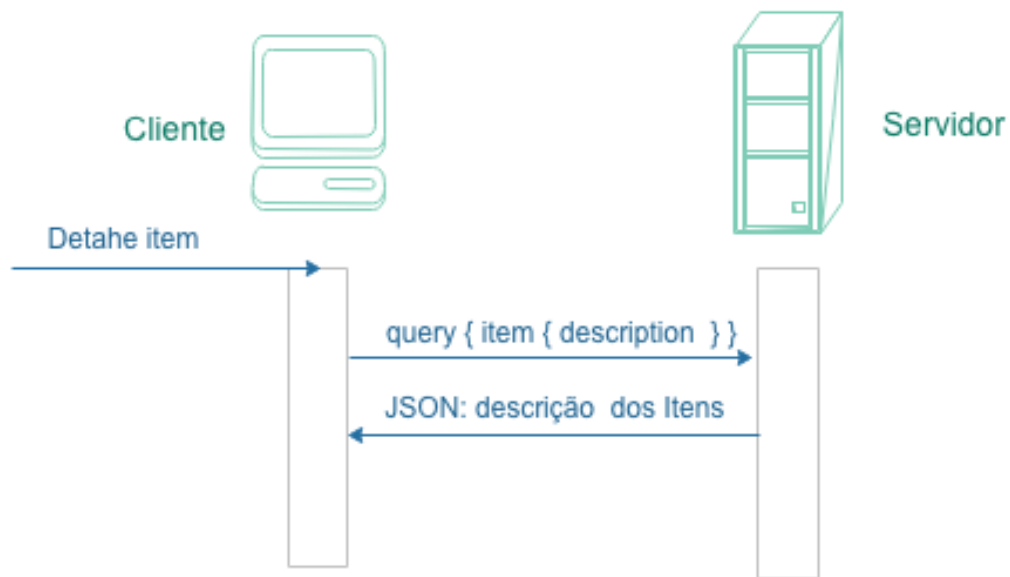 Cliente
Servidor
Detahe item
query { item { description } }
JSON: descrição dos Itens